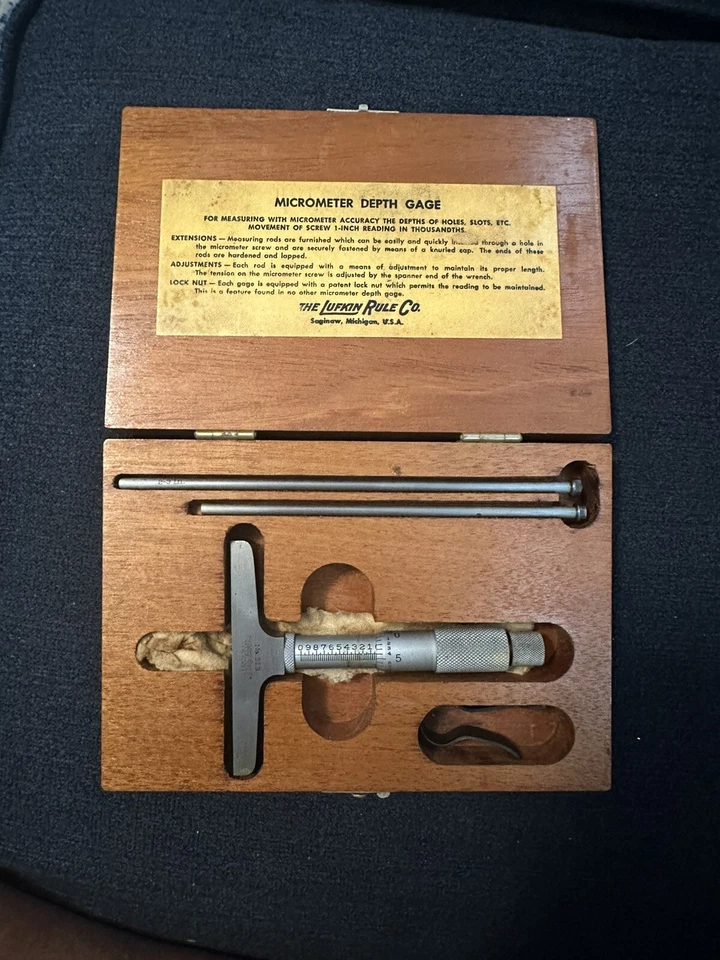 MICROMETER DEPTH GAGE
FOR MEASURING WITH MICROMETER ACCURACY THE DEPTHS OF HOLES, SLOTS, ETC.
MOVEMENT OF SCREW 1-INCH READING IN THOUSANDTHS.
EXTENSIONS — Measuring rods are furnished which can be easily and quickly through a hole in
the micrometer screw and are securely fastened by means of a knurled cap. The ends of these
rods are hardened and lapped.
ADJUSTMENTS — Each rod is equipped with a means of adjustment to maintain its proper length.
The tension on the micrometer screw is adjusted by the spanner end of the wrench.
LOCK NUT — Each gage is equipped with a patent lock nut which permits the reading to be maintained.
This is a feature found in no other micrometer depth gage.
THE LUFKIN RULE CO.
Saginaw, Michigan, U.S.A.
0987654321
0
5